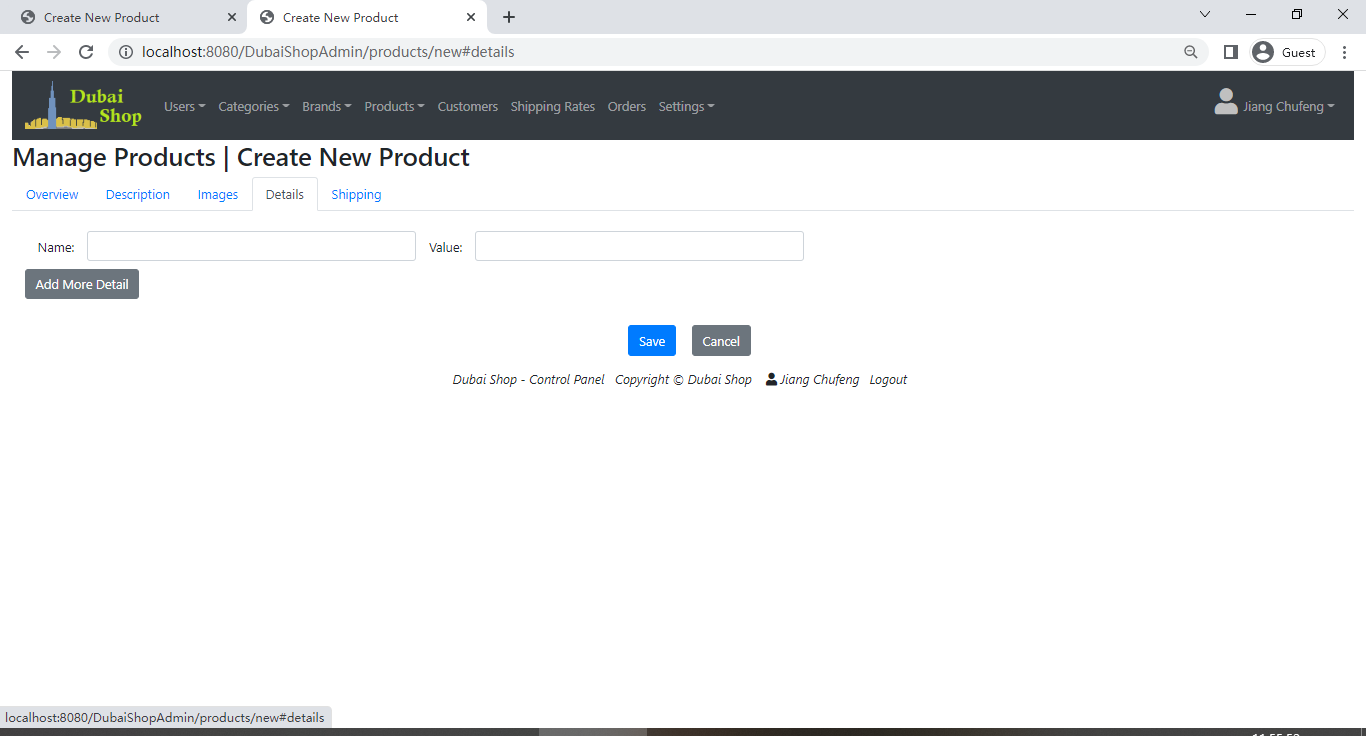 Create New Product
Create New Product
localhost:8080/DubaiShopAdmin/products/new#details
Guest
Dubai
Shop
Users Categories Brands Products Customers Shipping Rates Orders Settings
Jiang Chufeng
Manage Products | Create New Product
Overview Description Images Details Shipping
Name: Value:
Add More Detail
Save Cancel
Dubai Shop - Control Panel Copyright © Dubai Shop Jiang Chufeng Logout
localhost:8080/DubaiShopAdmin/products/new#details